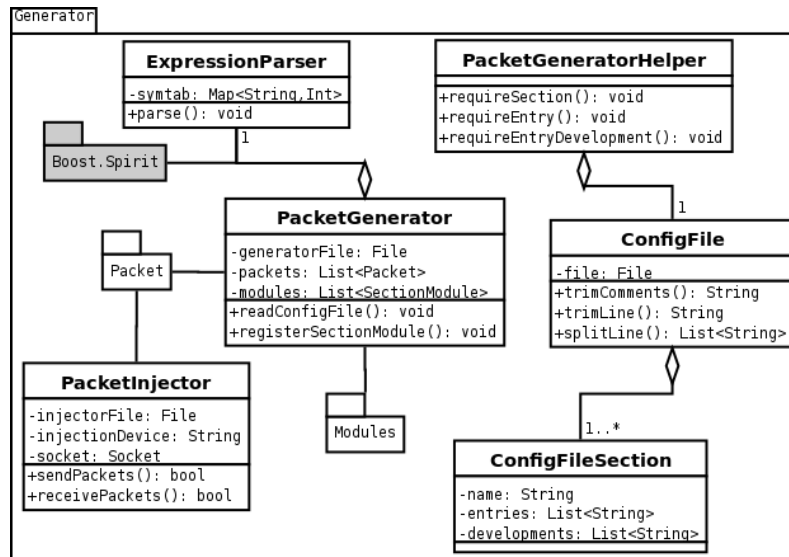 Generator
ExpressionParser
-symtab: Map<String,Int>
+parse(): void
1
Boost.Spirit
PacketGeneratorHelper
+requireSection(): void
+requireEntry(): void
+requireEntryDevelopment(): void
1
PacketGenerator
-generatorFile: File
-packets: List<Packet>
-modules: List<SectionModule>
+readConfigFile(): void
+registerSectionModule(): void
Packet
ConfigFile
-file: File
+trimComments(): String
+trimLine(): String
+splitLine(): List<String>
PacketInjector
-injectorFile: File
-injectionDevice: String
-socket: Socket
+sendPackets(): bool
+receivePackets(): bool
Modules
1..*
ConfigFileSection
-name: String
-entries: List<String>
-developments: List<String>